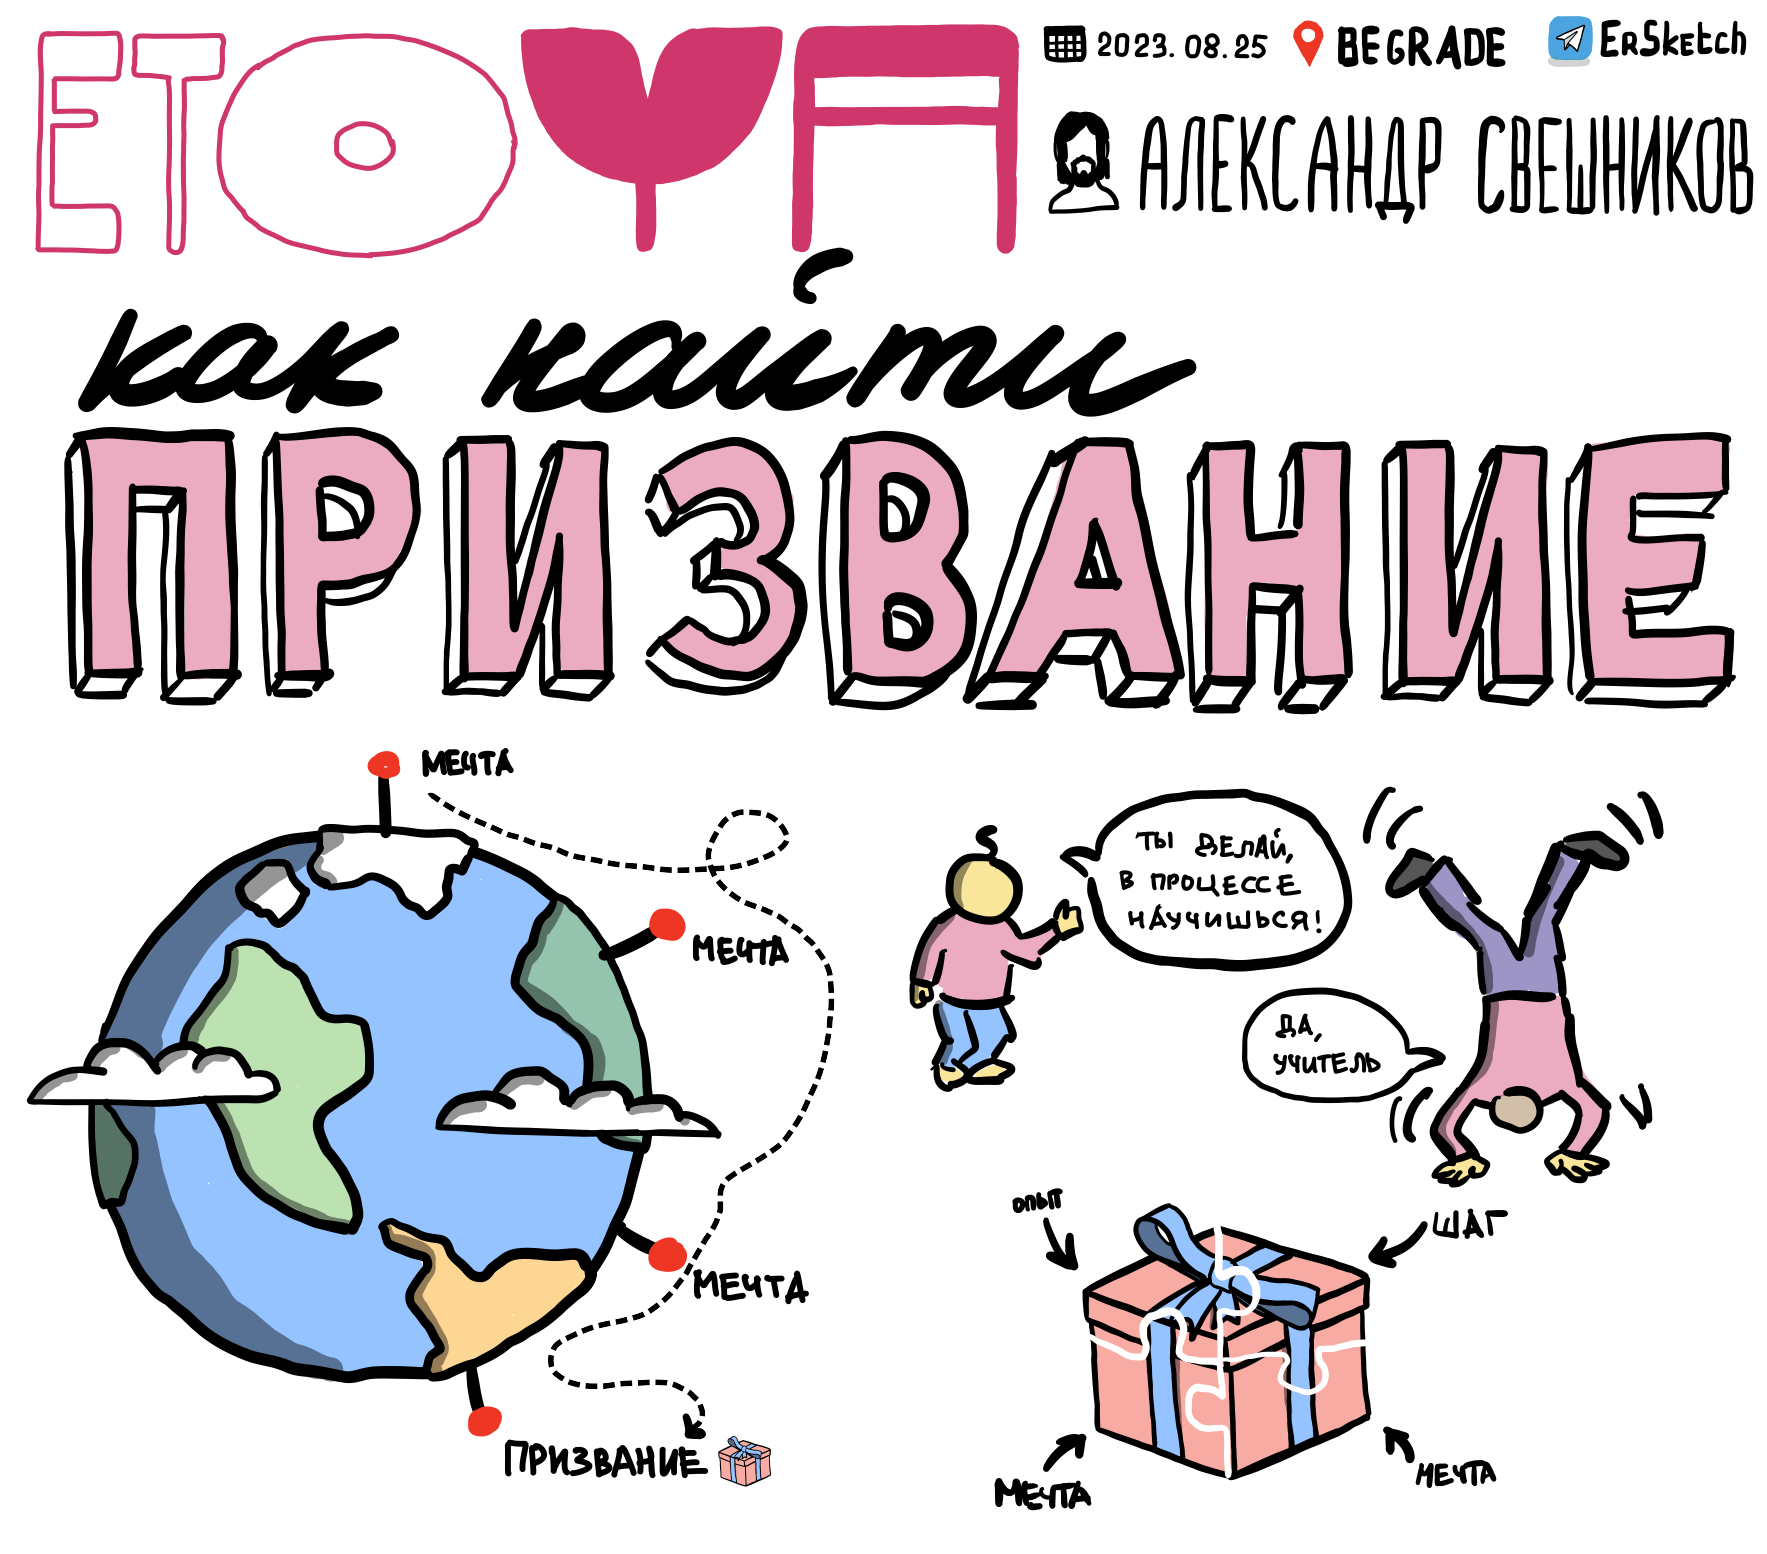 ETOYA
2023.08.25
BEGRADE
ErSketch
АЛЕКСАНДР СВЕШНИКОВ
как найти
ПРИЗВАНИЕ
МЕЧТА
МЕЧТА
МЕЧТА
ПРИЗВАНИЕ
ТЫ ДЕЛАЙ,
В ПРОЦЕССЕ
НАУЧИШЬСЯ!
ДА,
УЧИТЕЛЬ
ОПЫТ
ШАГ
МЕЧТА
МЕЧТА